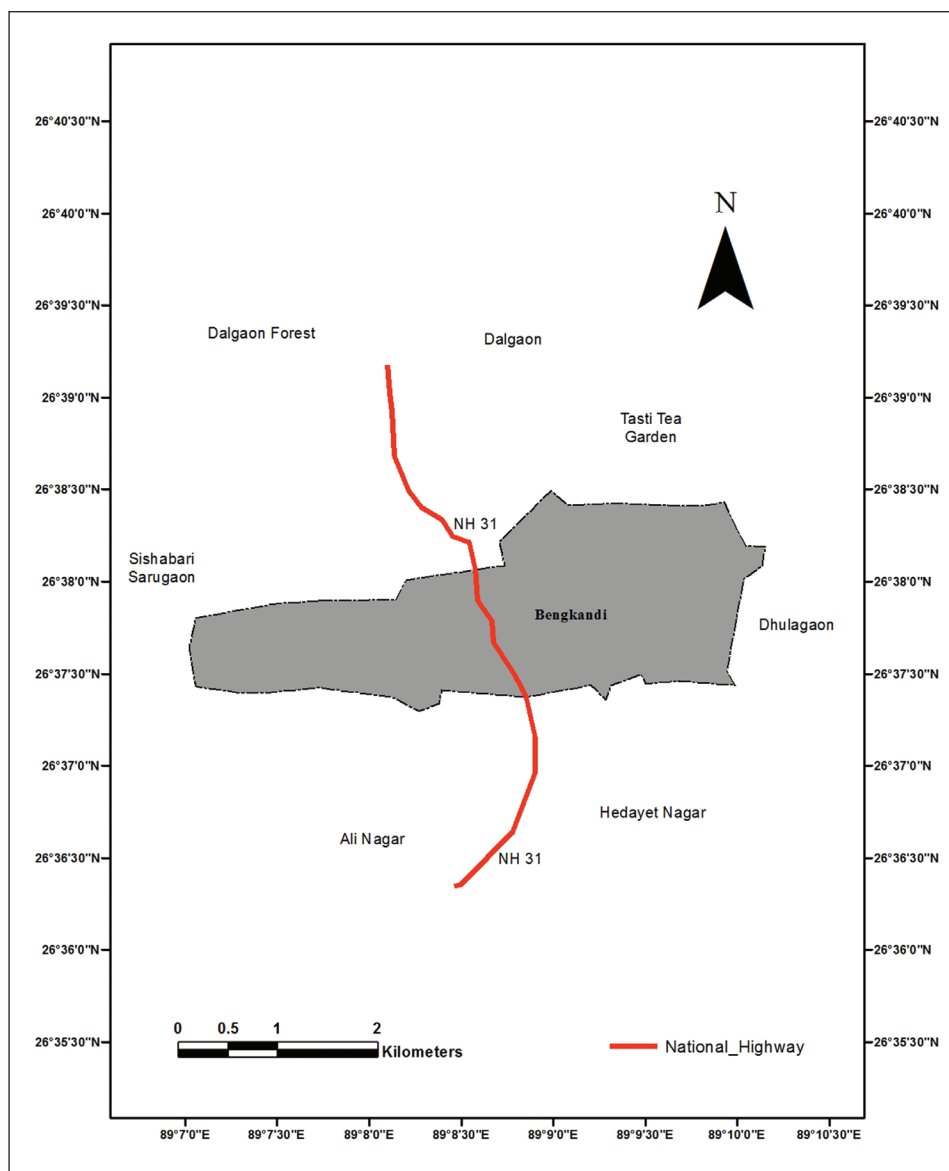 26°40'30"N
26°40'30"N
26°40'0"N
N
26°40'0"N
26°39'30"N
26°39'30"N
Dalgaon Forest
Dalgaon
26°39'0"N
26°39'0"N
Tasti Tea
Garden
26°38'30"N
26°38'30"N
NH 31
Sishabari
Sarugaon
26°38'0"N
26°38'0"N
Bengkandi
Dhulagaon
26°37'30"N
26°37'30"N
26°37'0"N
26°37'0"N
Hedayet Nagar
Ali Nagar
26°36'30"N
NH 31
26°36'30"N
26°36'0"N
26°36'0"N
0 0.5 1 2
Kilometers
National_Highway
26°35'30"N
26°35'30"N
89°7'0"E 89°7'30"E 89°8'0"E 89°8'30"E 89°9'0"E 89°9'30"E 89°10'0"E 89°10'30"E